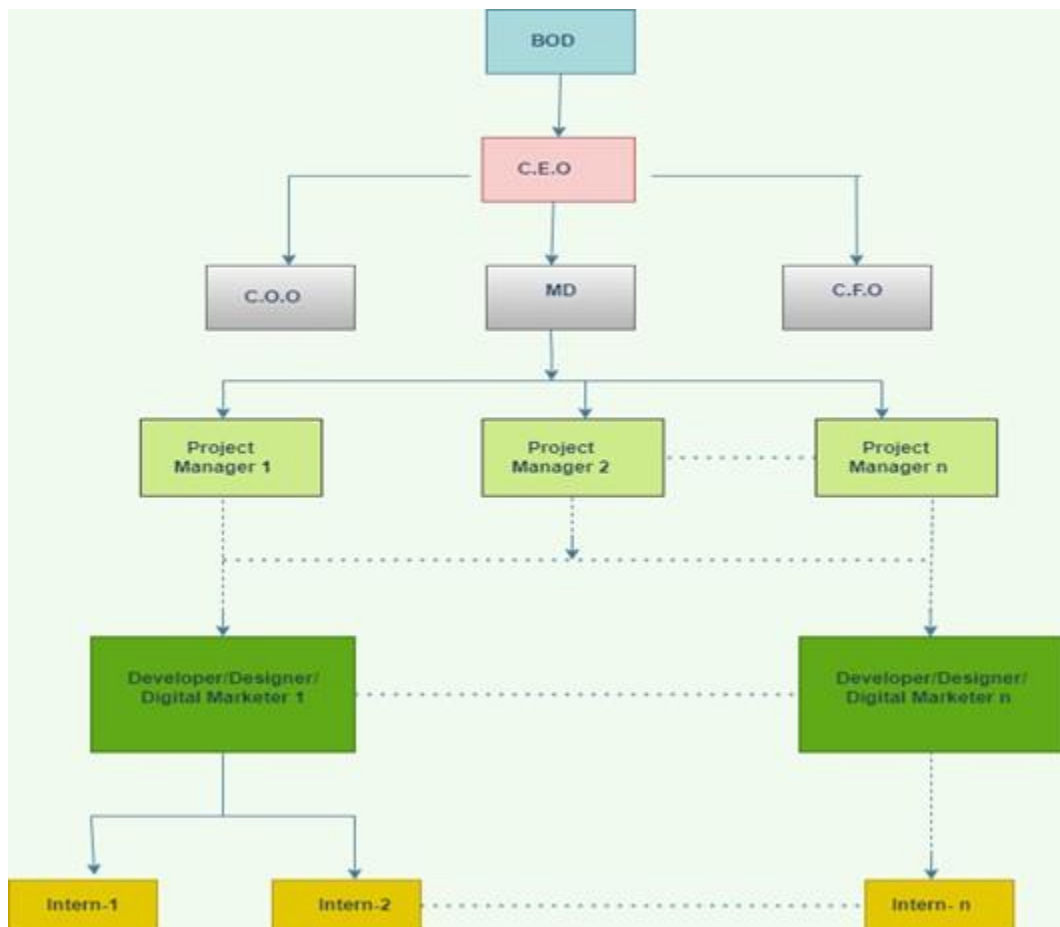 BOD
C.E.O
C.O.O
MD
C.F.O
Project
Manager 1
Project
Manager 2
Project
Manager n
Developer/Designer/
Digital Marketer 1
Developer/Designer/
Digital Marketer n
Intern-1
Intern-2
Intern- n